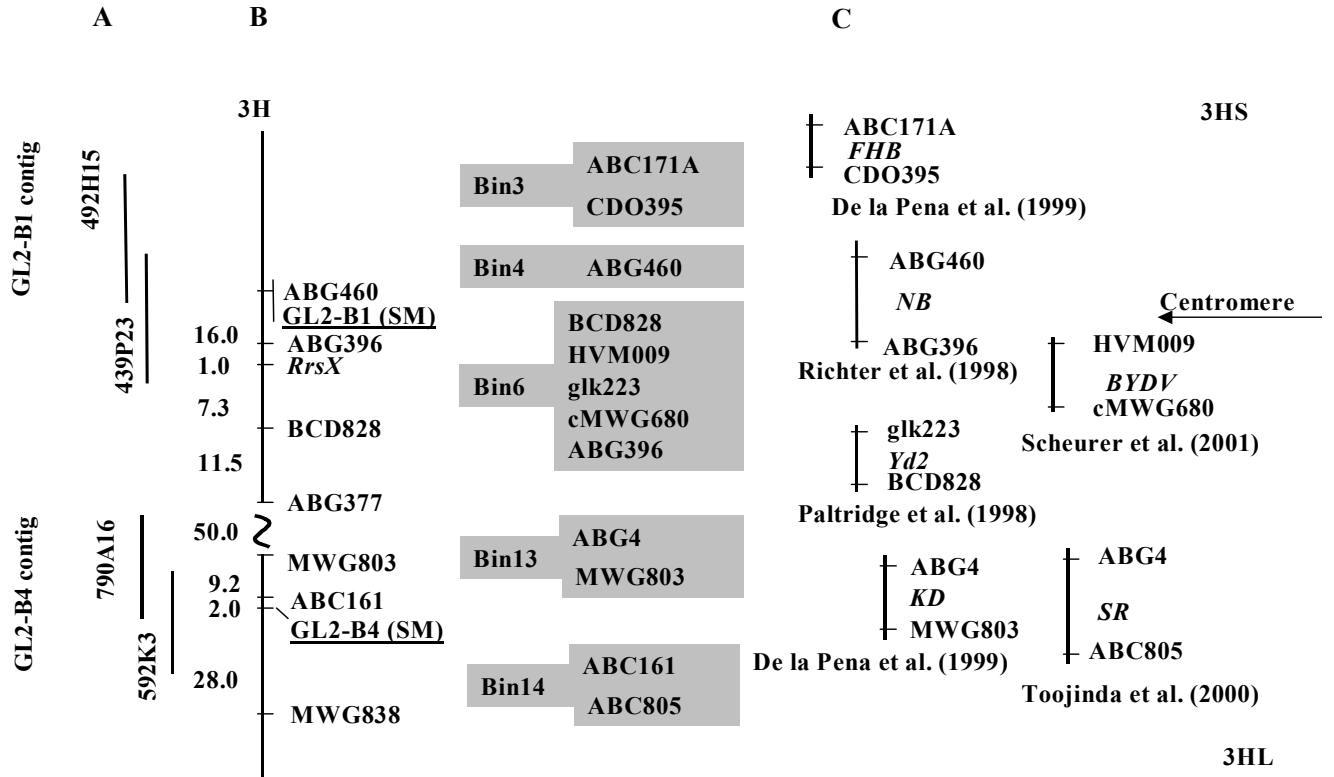 A
B
C
GL2-B1 contig
492H15
439P23
GL2-B4 contig
790A16
592K3
3H
ABG460
GL2-B1 (SM)
16.0
ABG396
1.0
RrsX
7.3
BCD828
11.5
ABG377
50.0
MWG803
9.2
ABC161
2.0
GL2-B4 (SM)
28.0
MWG838
Bin3
ABC171A
CDO395
Bin4
ABG460
Bin6
BCD828
HVM009
glk223
cMWG680
ABG396
Bin13
ABG4
MWG803
Bin14
ABC161
ABC805
3HS
ABC171A
FHB
CDO395
De la Pena et al. (1999)
ABG460
NB
ABG396
Richter et al. (1998)
Centromere
HVM009
BYDV
cMWG680
Scheurer et al. (2001)
glk223
Yd2
BCD828
Paltridge et al. (1998)
ABG4
KD
MWG803
De la Pena et al. (1999)
ABG4
SR
ABC805
Toojinda et al. (2000)
3HL